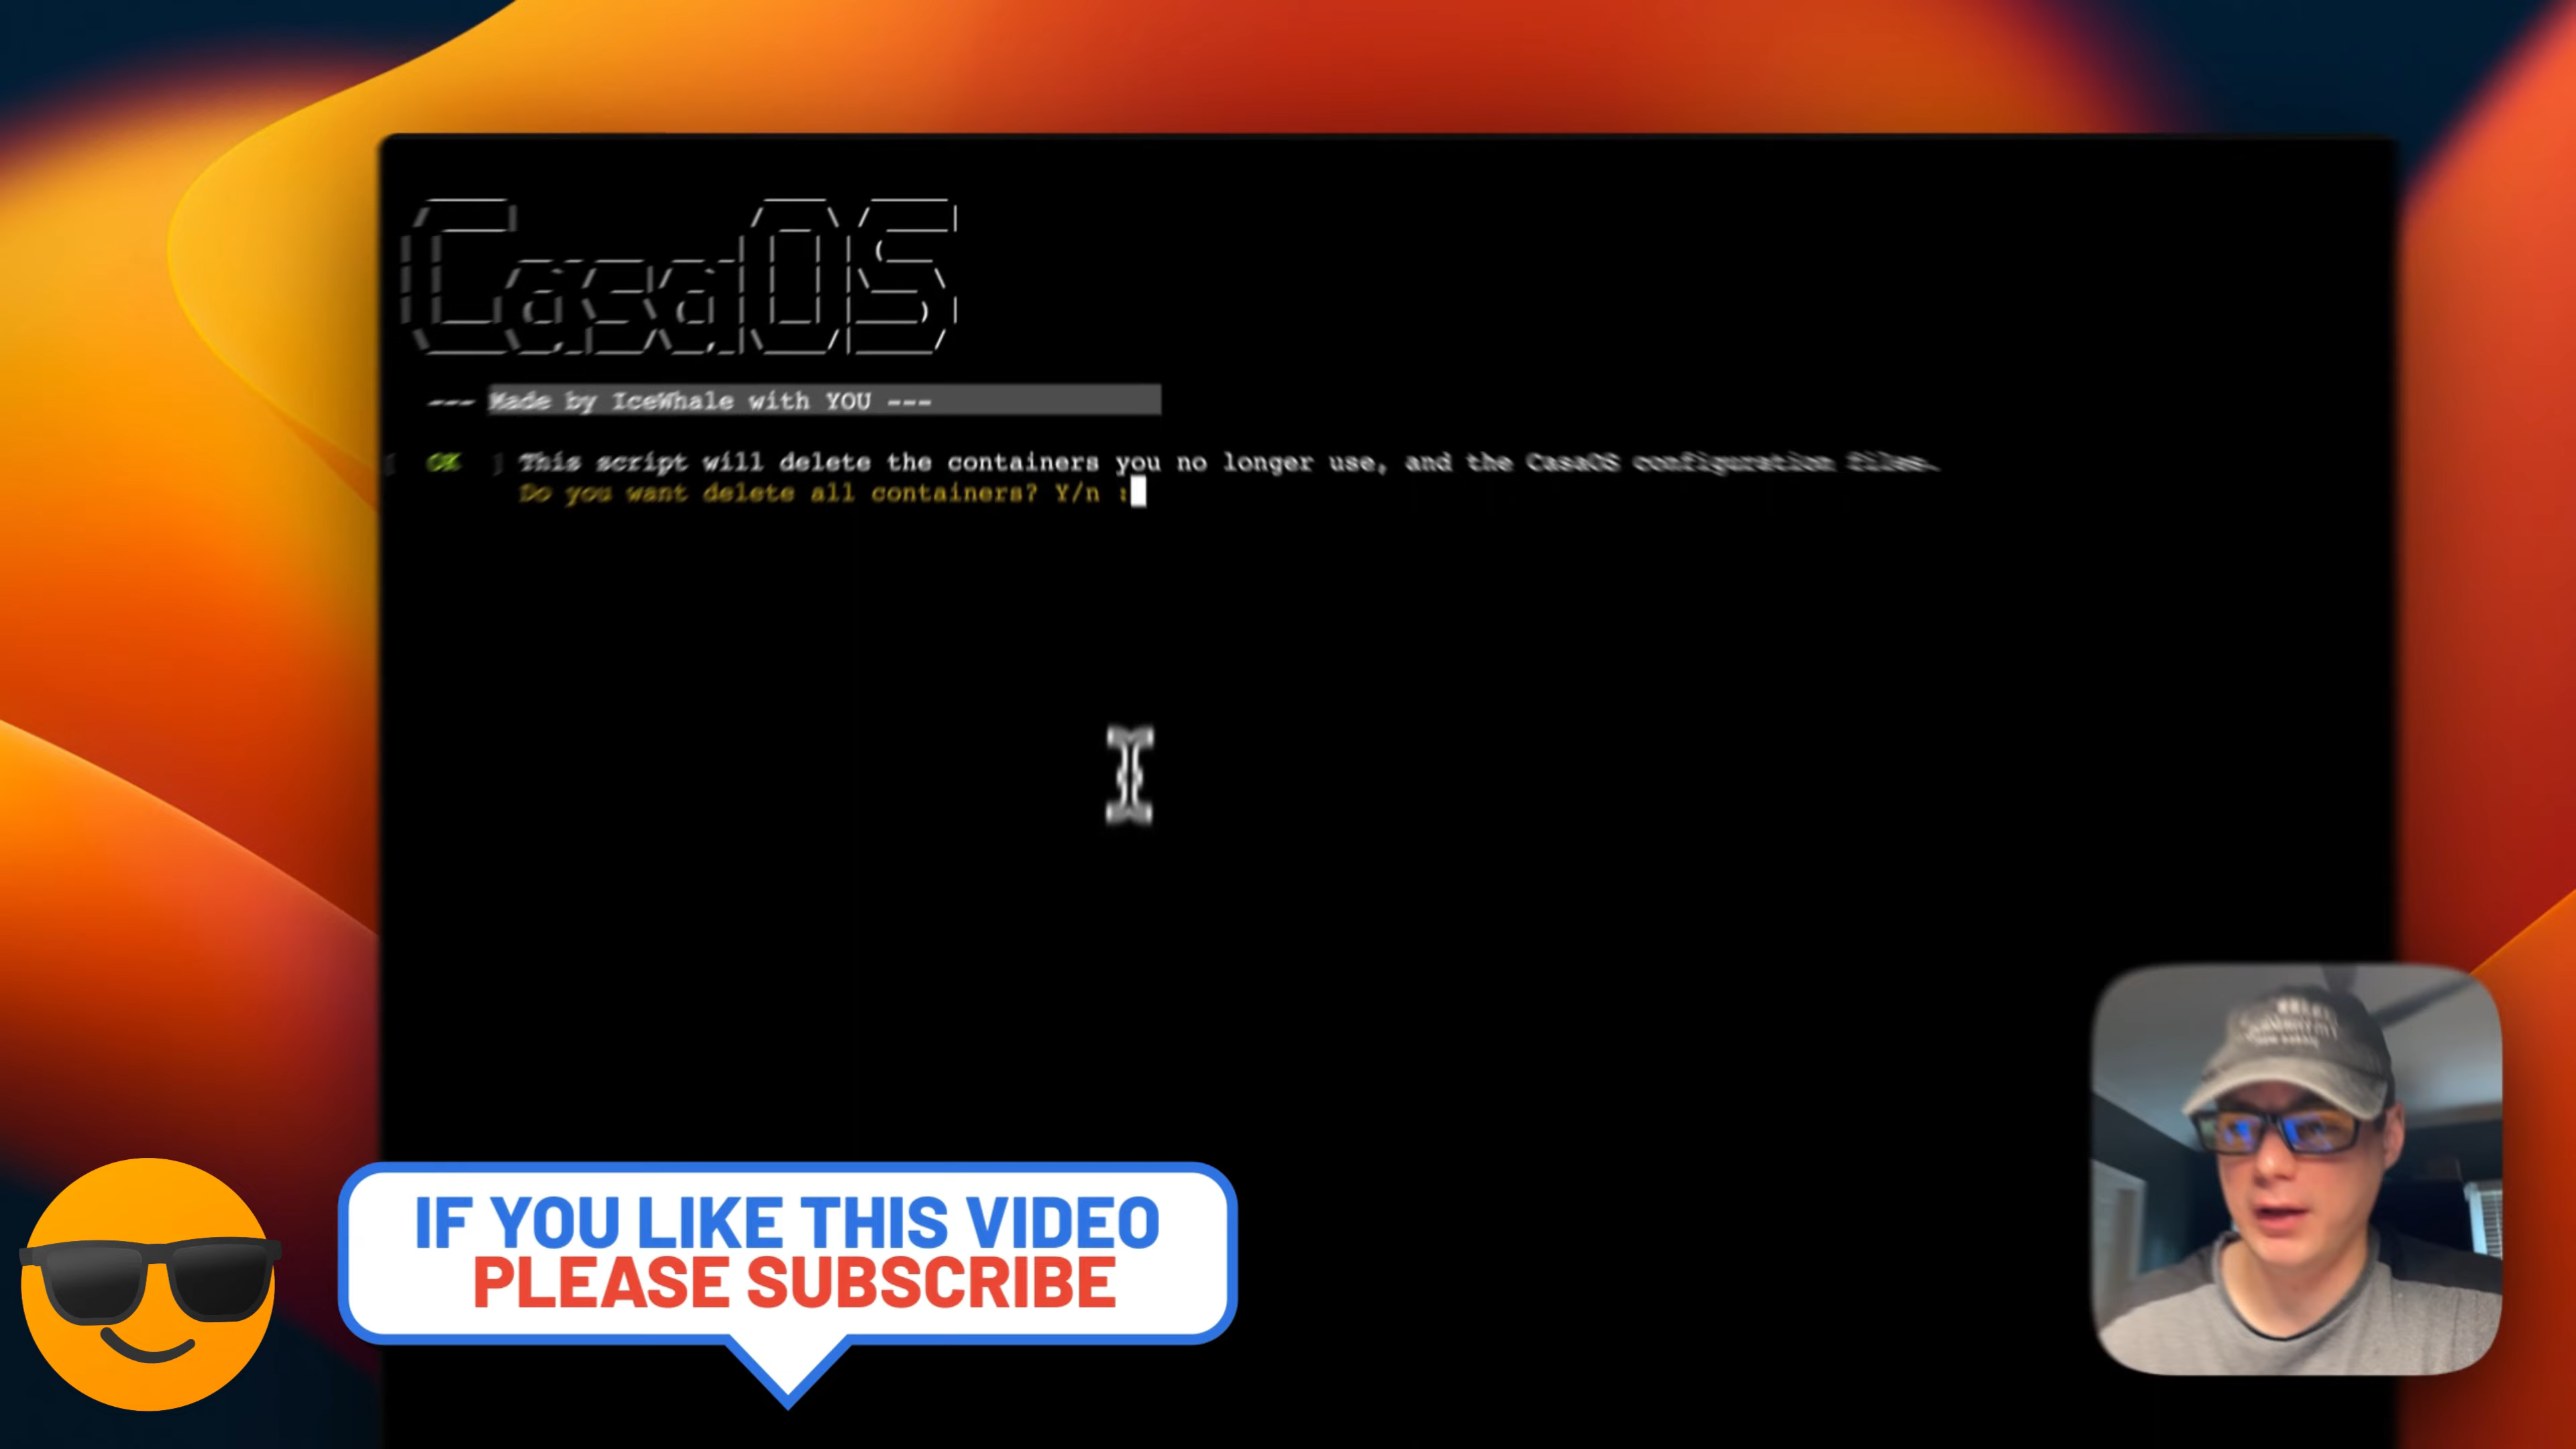 CasaOS
--- Made by IceWhale with YOU ---
[ OK ] This script will delete the containers you no longer use, and the CasaOS configuration files.
Do you want delete all containers? Y/n :
IF YOU LIKE THIS VIDEO
PLEASE SUBSCRIBE